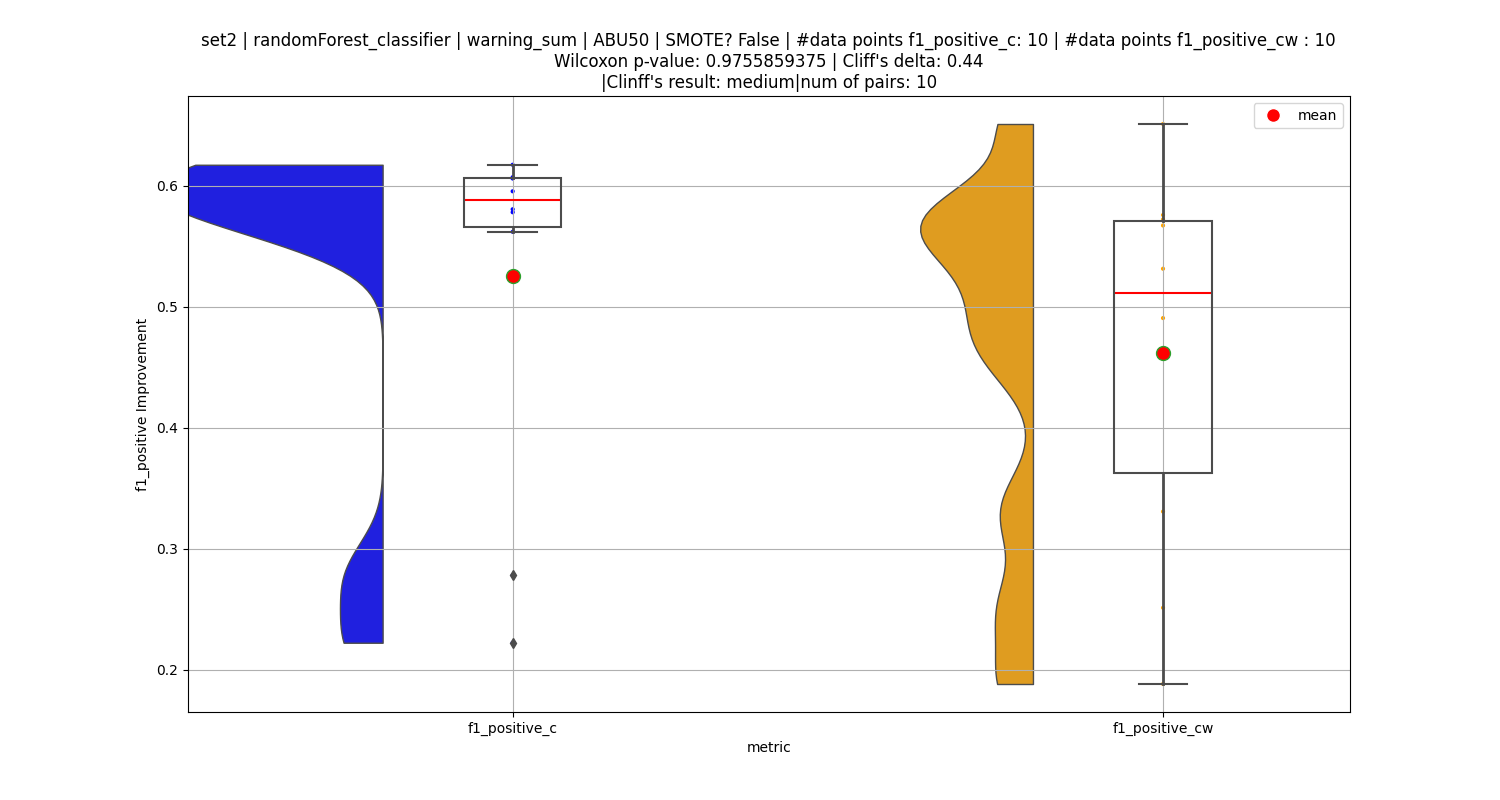 set2 | randomForest_classifier | warning_sum | ABU50 | SMOTE? False | #data points f1_positive_c: 10 | #data points f1_positive_cw : 10
Wilcoxon p-value: 0.9755859375 | Cliff's delta: 0.44
|Clinff's result: medium|num of pairs: 10
mean
0.6
0.5
0.4
0.3
0.2
f1_positive Improvement
f1_positive_c
f1_positive_cw
metric